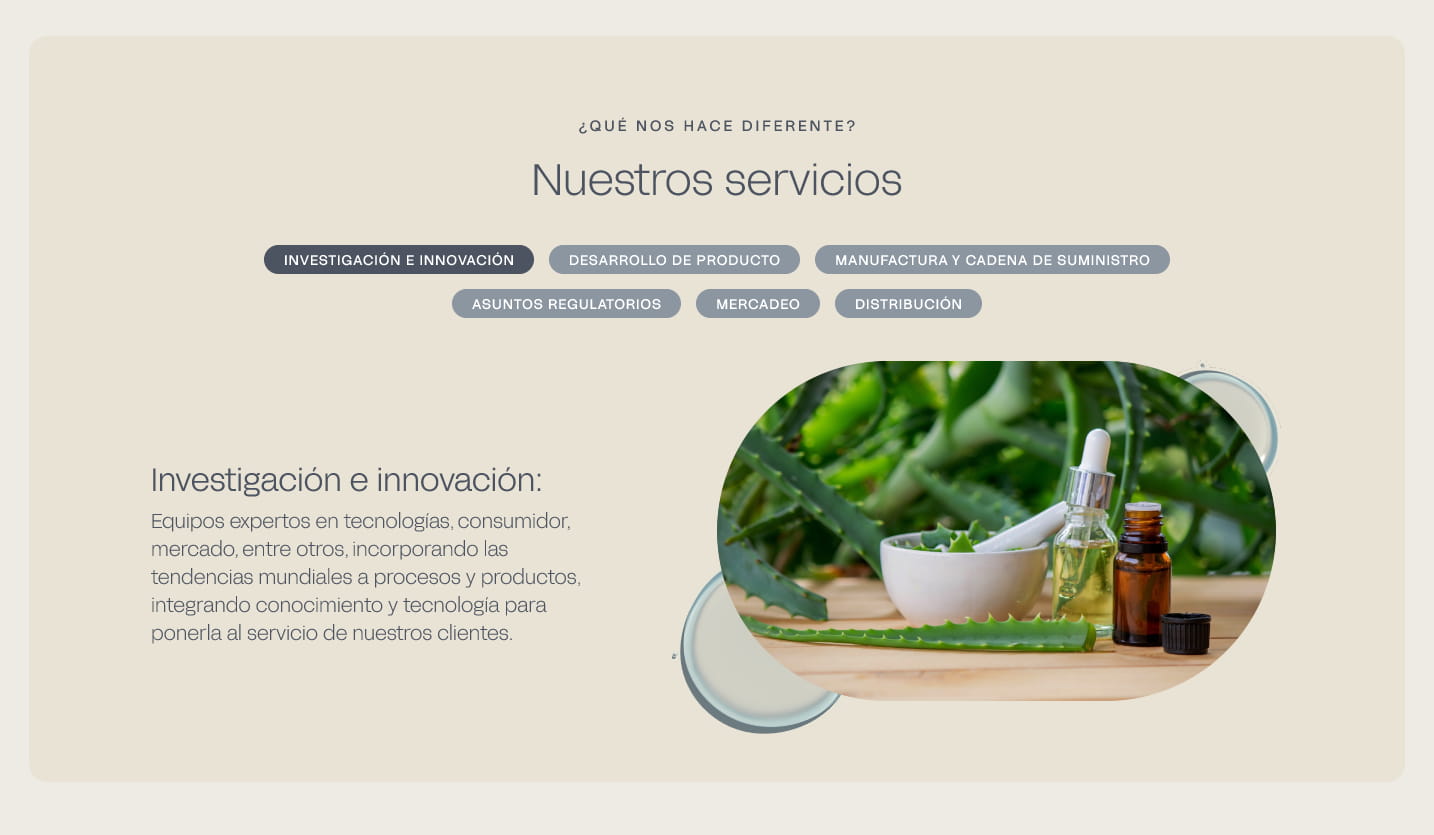 ¿QUÉ NOS HACE DIFERENTE?
Nuestros servicios
INVESTIGACIÓN E INNOVACIÓN DESARROLLO DE PRODUCTO MANUFACTURA Y CADENA DE SUMINISTRO
ASUNTOS REGULATORIOS MERCADEO DISTRIBUCIÓN
Investigación e innovación:
Equipos expertos en tecnologías, consumidor,
mercado, entre otros, incorporando las
tendencias mundiales a procesos y productos,
integrando conocimiento y tecnología para
ponerla al servicio de nuestros clientes.